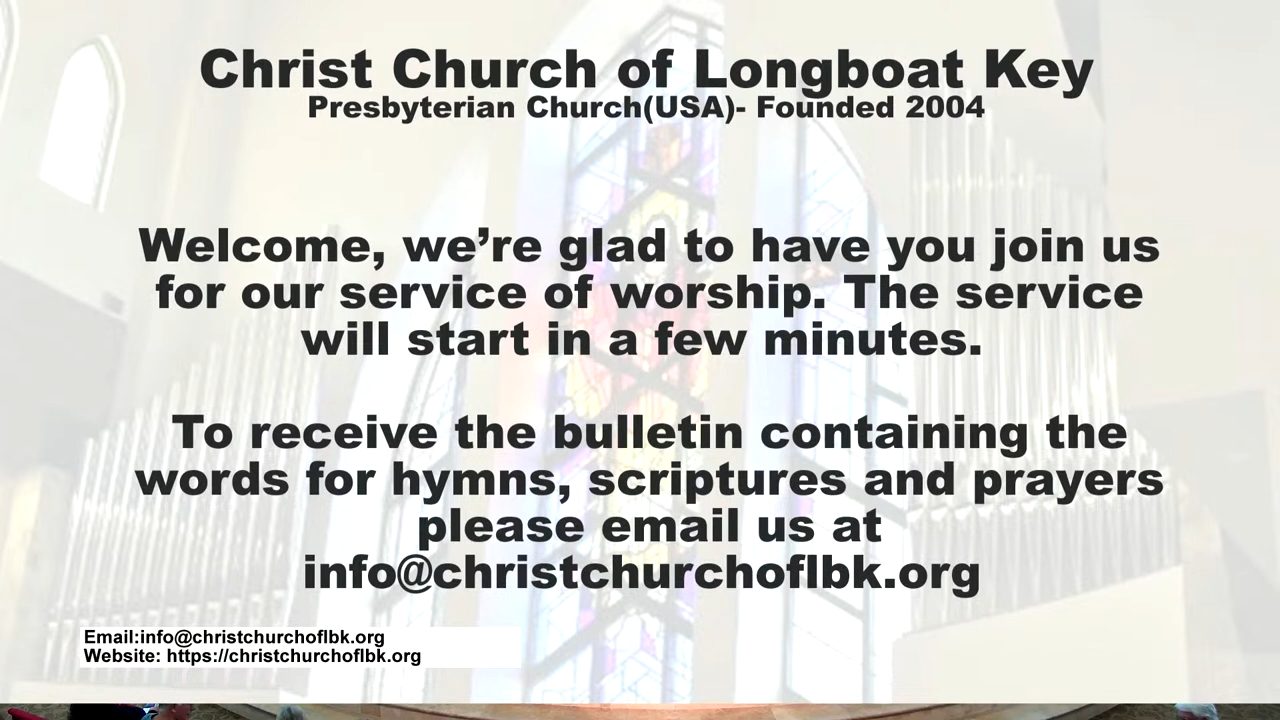 Christ Church of Longboat Key
Presbyterian Church(USA)- Founded 2004
Welcome, we’re glad to have you join us
for our service of worship. The service
will start in a few minutes.
To receive the bulletin containing the
words for hymns, scriptures and prayers
please email us at
info@christchurchoflbk.org
Email:info@christchurchoflbk.org
Website: https://christchurchoflbk.org